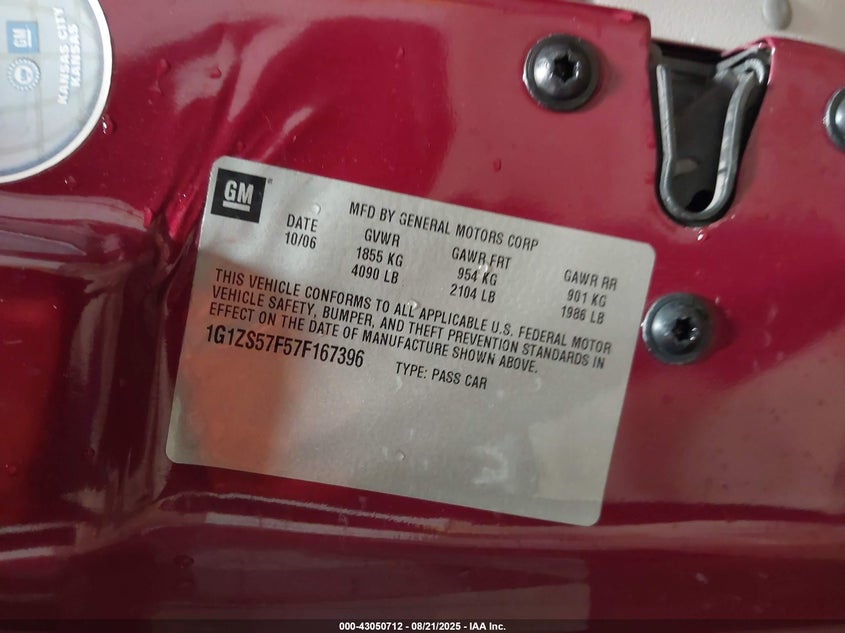 GM
KANSAS CITY
KANSAS
GM
MFD BY GENERAL MOTORS CORP
DATE GVWR GAWR FRT GAWR RR
10/06 1855 KG 954 KG 901 KG
4090 LB 2104 LB 1986 LB
THIS VEHICLE CONFORMS TO ALL APPLICABLE U.S. FEDERAL MOTOR
VEHICLE SAFETY, BUMPER, AND THEFT PREVENTION STANDARDS IN
EFFECT ON THE DATE OF MANUFACTURE SHOWN ABOVE.
1G1ZS57F57F167396 TYPE: PASS CAR
000-43050712 - 08/21/2025 - IAA Inc.